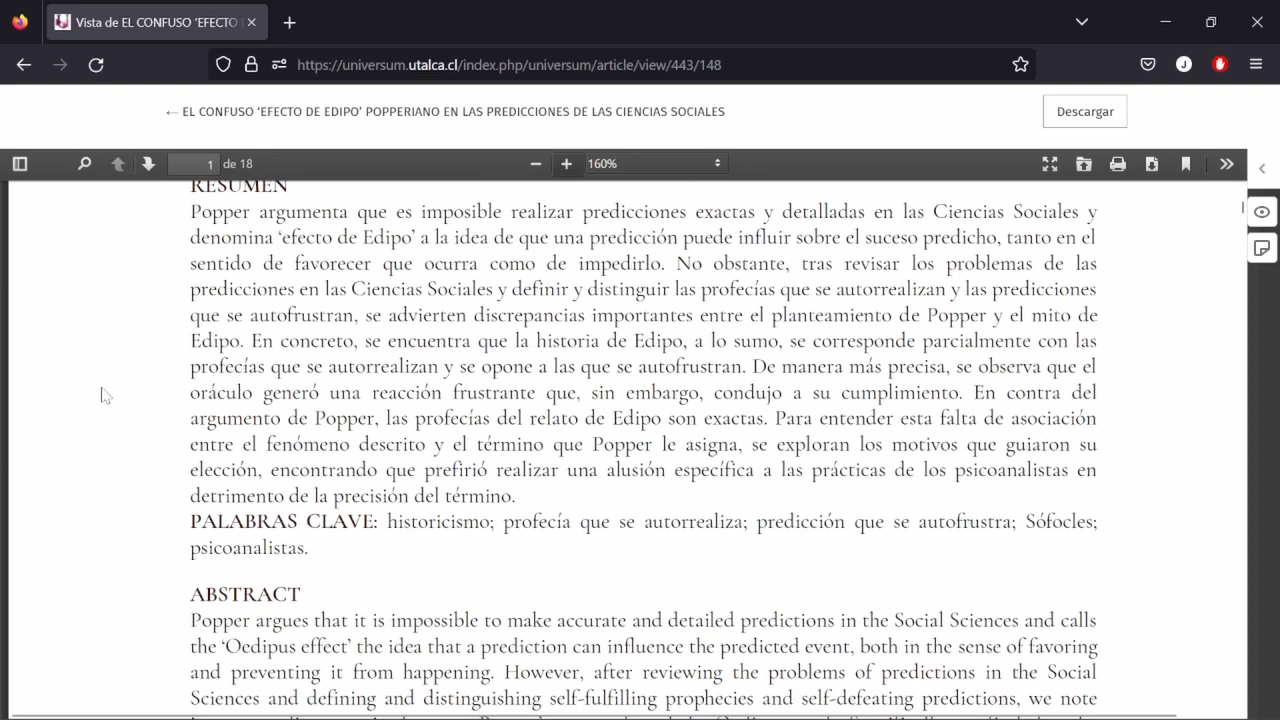 Vista de EL CONFUSO ‘EFECTO
https://universum.utalca.cl/index.php/universum/article/view/443/148
J
← EL CONFUSO ‘EFECTO DE EDIPO’ POPPERIANO EN LAS PREDICCIONES DE LAS CIENCIAS SOCIALES
Descargar
1 de 18
160%
RESUMEN
Popper argumenta que es imposible realizar predicciones exactas y detalladas en las Ciencias Sociales y
denomina ‘efecto de Edipo’ a la idea de que una predicción puede influir sobre el suceso predicho, tanto en el
sentido de favorecer que ocurra como de impedirlo. No obstante, tras revisar los problemas de las
predicciones en las Ciencias Sociales y definir y distinguir las profecías que se autorrealizan y las predicciones
que se autofrustran, se advierten discrepancias importantes entre el planteamiento de Popper y el mito de
Edipo. En concreto, se encuentra que la historia de Edipo, a lo sumo, se corresponde parcialmente con las
profecías que se autorrealizan y se opone a las que se autofrustran. De manera más precisa, se observa que el
oráculo generó una reacción frustrante que, sin embargo, condujo a su cumplimiento. En contra del
argumento de Popper, las profecías del relato de Edipo son exactas. Para entender esta falta de asociación
entre el fenómeno descrito y el término que Popper le asigna, se exploran los motivos que guiaron su
elección, encontrando que prefirió realizar una alusión específica a las prácticas de los psicoanalistas en
detrimento de la precisión del término.
PALABRAS CLAVE: historicismo; profecía que se autorrealiza; predicción que se autofrustra; Sófocles;
psicoanalistas.
ABSTRACT
Popper argues that it is impossible to make accurate and detailed predictions in the Social Sciences and calls
the ‘Oedipus effect’ the idea that a prediction can influence the predicted event, both in the sense of favoring
and preventing it from happening. However, after reviewing the problems of predictions in the Social
Sciences and defining and distinguishing self-fulfilling prophecies and self-defeating predictions, we note